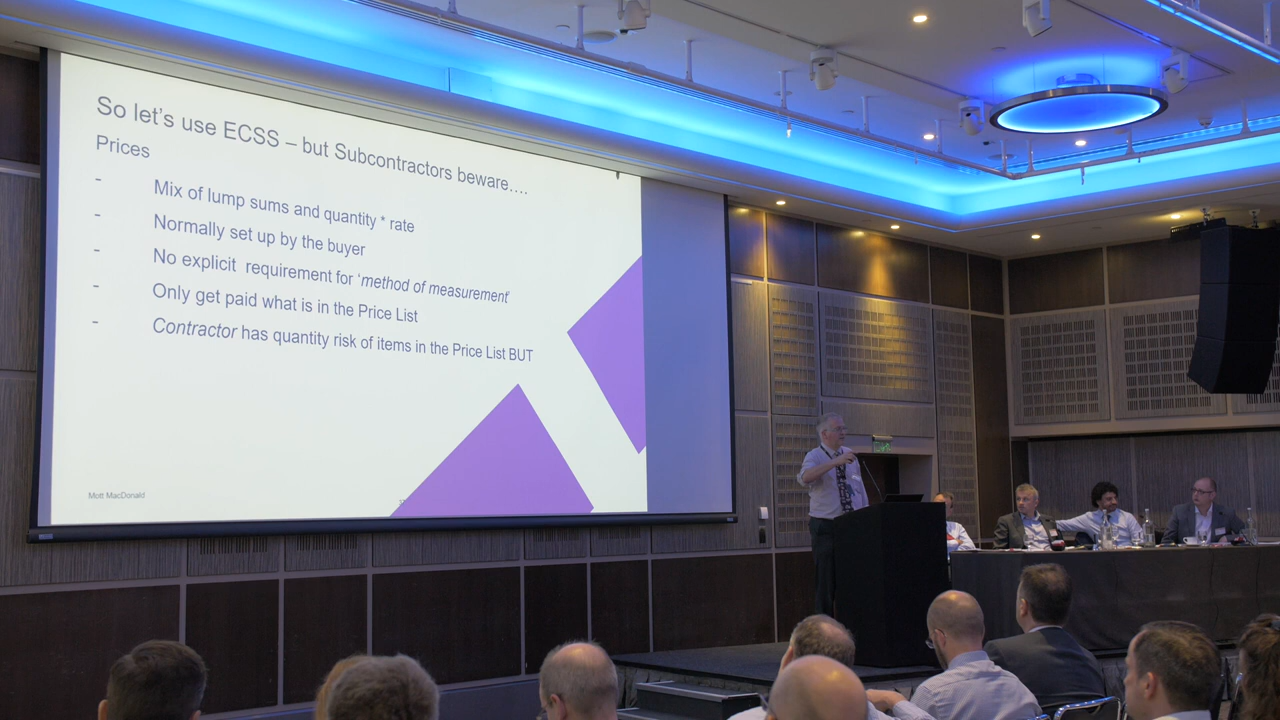 So let's use ECSS – but Subcontractors beware….
Prices
- Mix of lump sums and quantity * rate
- Normally set up by the buyer
- No explicit requirement for 'method of measurement'
- Only get paid what is in the Price List
- Contractor has quantity risk of items in the Price List BUT
Mott MacDonald